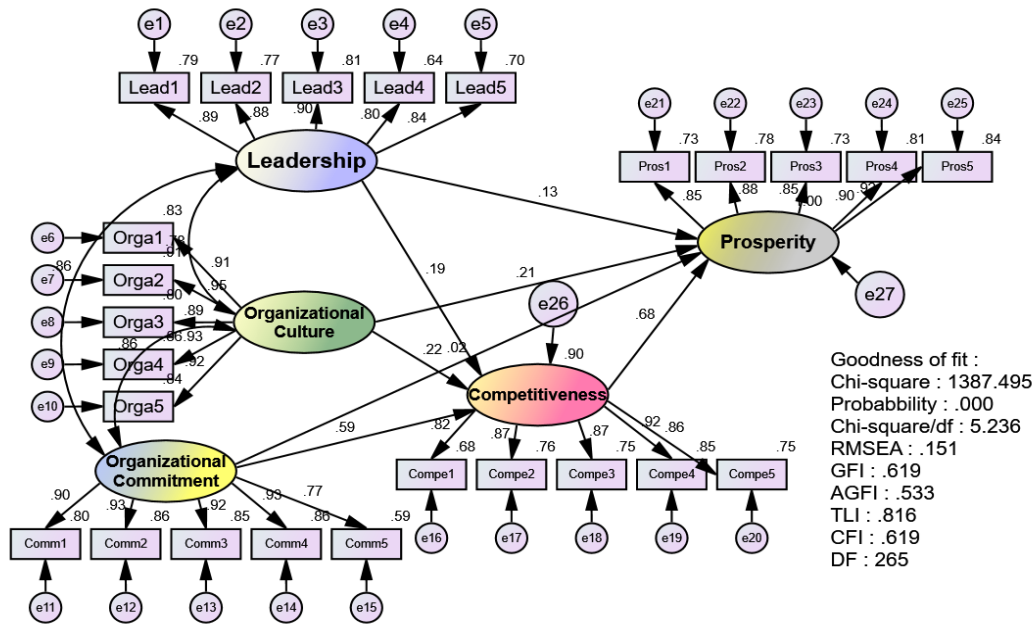 e1
e2
e3
e4
e5
.79
.77
.81
.64
.70
Lead1
Lead2
Lead3
Lead4
Lead5
.89
.88
.90
.80
.84
Leadership
e21
e22
e23
e24
e25
.73
.78
.73
.81
.84
Pros1
Pros2
Pros3
Pros4
Pros5
.85
.88
.85
.90
Prosperity
e27
.13
.19
.21
.68
.83
e6
Orga1
.91
.86
e7
Orga2
.95
.80
e8
Orga3
.89
.86
.93
e9
Orga4
.86
.92
.84
e10
Orga5
Organizational
Culture
e26
.90
.22
.02
Competitiveness
.59
.82
.87
.87
.92
.86
.68
.76
.75
.85
.75
Compe1
Compe2
Compe3
Compe4
Compe5
e16
e17
e18
e19
e20
Organizational
Commitment
.90
.93
.92
.93
.77
.80
.86
.85
.86
.59
Comm1
Comm2
Comm3
Comm4
Comm5
e11
e12
e13
e14
e15
Goodness of fit :
Chi-square : 1387.495
Probabbility : .000
Chi-square/df : 5.236
RMSEA : .151
GFI : .619
AGFI : .533
TLI : .816
CFI : .619
DF : 265